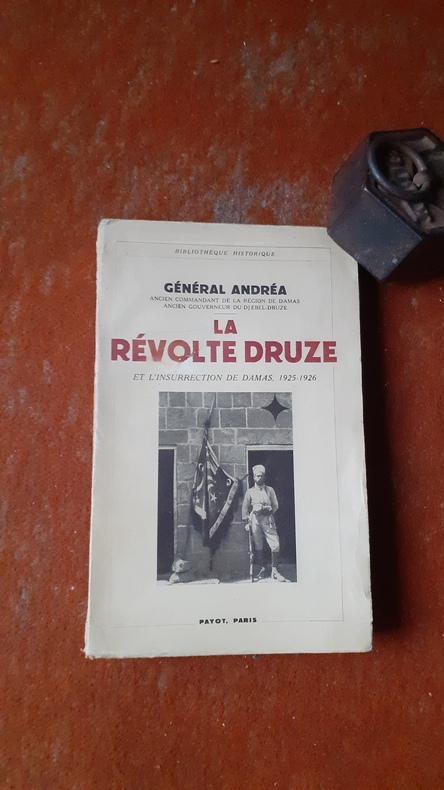 BIBLIOTHÈQUE HISTORIQUE
GÉNÉRAL ANDRÉA
ANCIEN COMMANDANT DE LA RÉGION DE DAMAS
ANCIEN GOUVERNEUR DU DJEBEL-DRUZE
LA
RÉVOLTE DRUZE
ET L'INSURRECTION DE DAMAS, 1925-1926
PAYOT, PARIS